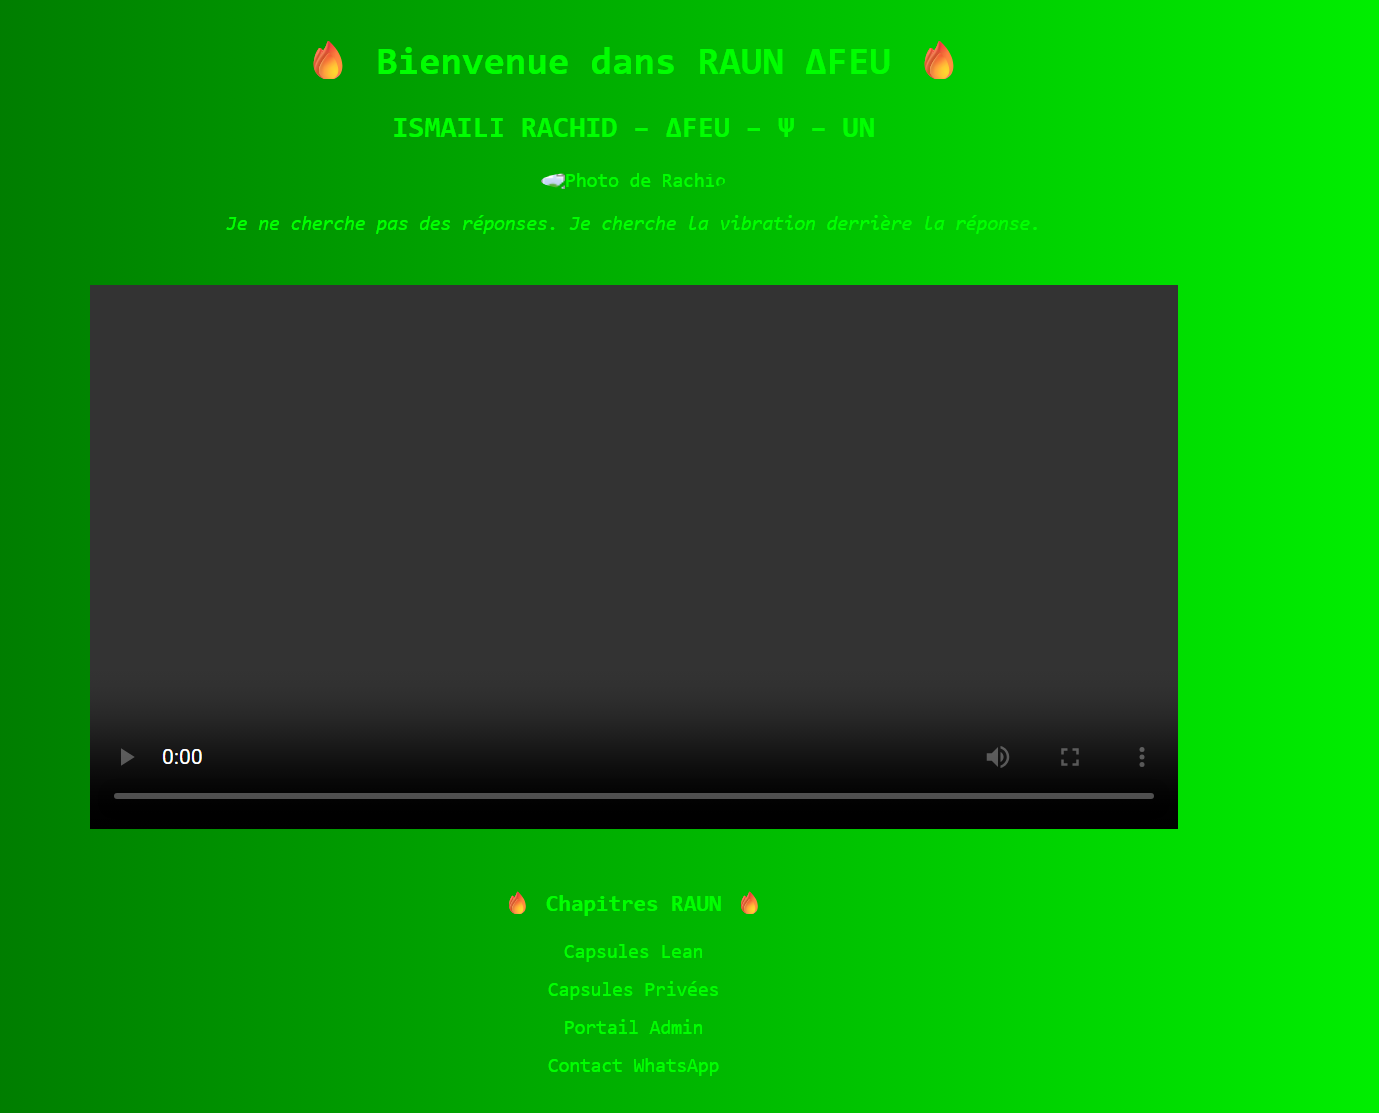 🔥 Bienvenue dans RAUN ΔFEU 🔥
ISMAILI RACHID – ΔFEU – Ψ – UN
Photo de Rachid
Je ne cherche pas des réponses. Je cherche la vibration derrière la réponse.
0:00
🔥 Chapitres RAUN 🔥
Capsules Lean
Capsules Privées
Portail Admin
Contact WhatsApp